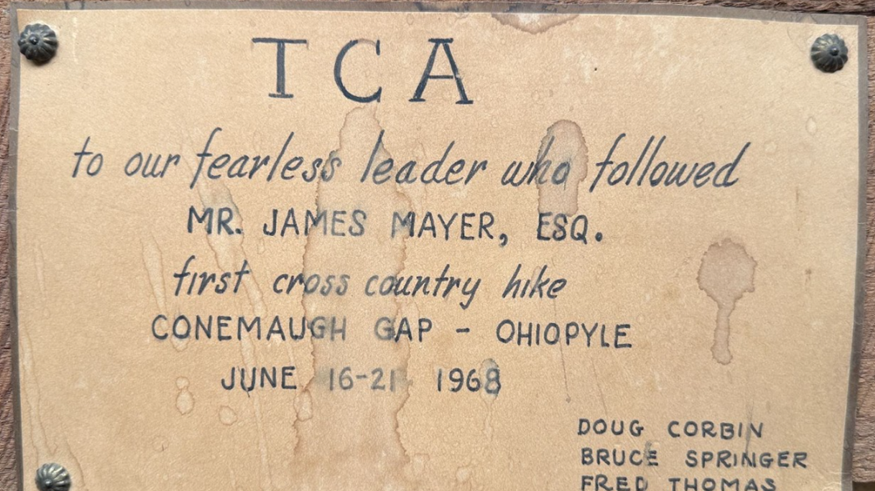 TCA
to our fearless leader who followed
MR. JAMES MAYER, ESQ.
first cross country hike
CONEMAUGH GAP - OHIOPYLE
JUNE 16-21 1968
DOUG CORBIN
BRUCE SPRINGER
FRED THOMAS